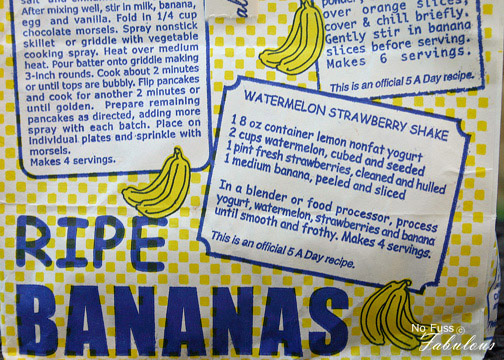 After mixing well, stir in milk, banana,
egg and vanilla. Fold in 1/4 cup
chocolate morsels. Spray nonstick
skillet or griddle with vegetable
cooking spray. Heat over medium
heat. Pour batter onto griddle making
3-inch rounds. Cook about 2 minutes
or until tops are bubbly. Flip pancakes
and cook for another 2 minutes or
until golden. Prepare remaining
pancakes as directed, adding more
spray with each batch. Place on
individual plates and sprinkle with
morsels.
Makes 4 servings.
over orange slices,
cover & chill briefly.
Gently stir in banana
slices before serving.
Makes 6 servings.
This is an official 5 A Day recipe.
WATERMELON STRAWBERRY SHAKE
1 8 oz container lemon nonfat yogurt
2 cups watermelon, cubed and seeded
1 pint fresh strawberries, cleaned and hulled
1 medium banana, peeled and sliced
In a blender or food processor, process
yogurt, watermelon, strawberries and banana
until smooth and frothy. Makes 4 servings.
This is an official 5 A Day recipe.
RIPE
BANANAS
No Fuss ©
Fabulous